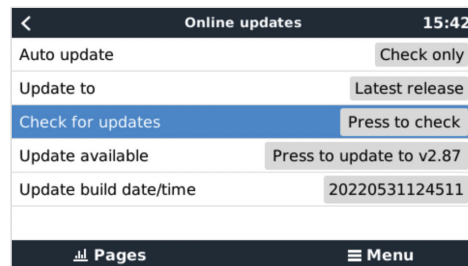 Online updates 15:42
Auto update Check only
Update to Latest release
Check for updates Press to check
Update available Press to update to v2.87
Update build date/time 20220531124511
Pages Menu